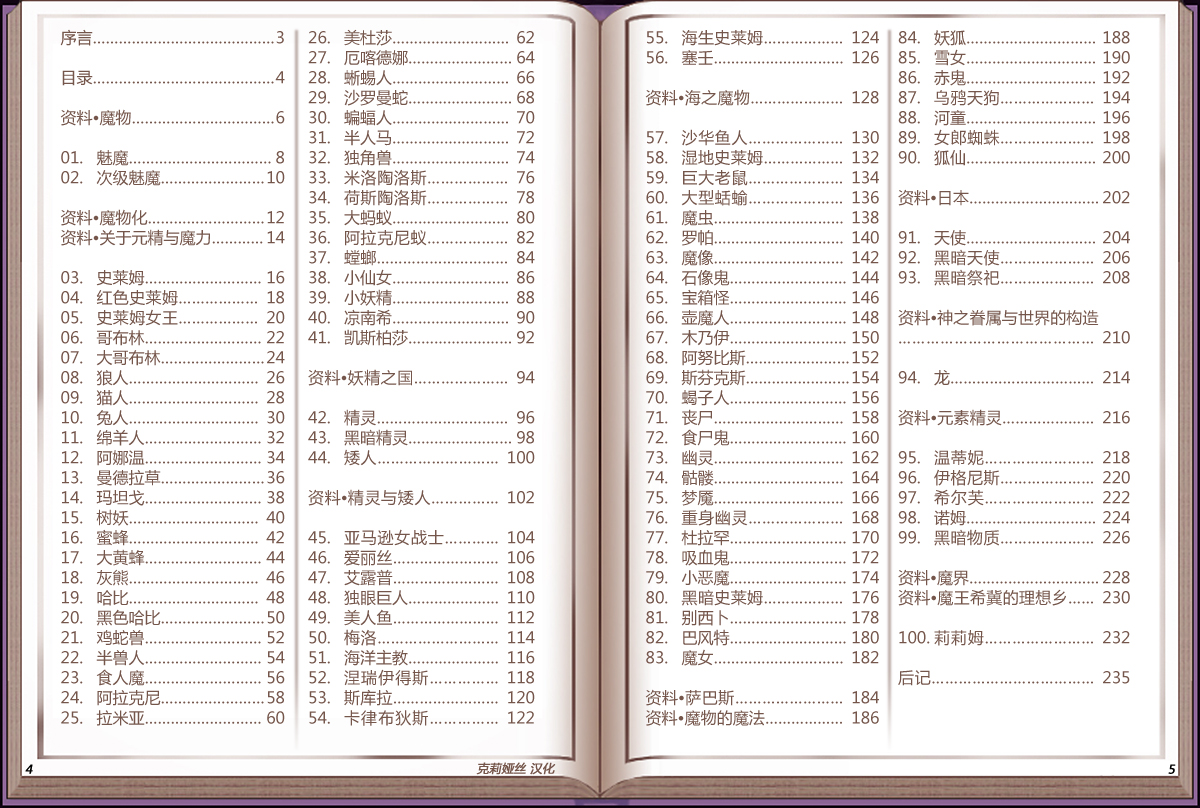 序言............................................3
目录............................................4
资料•魔物..................................6
01. 魅魔................................... 8
02. 次级魅魔.........................10
资料•魔物化............................12
资料•关于元精与魔力............14
03. 史莱姆............................. 16
04. 红色史莱姆................... 18
05. 史莱姆女王.................... 20
06. 哥布林............................. 22
07. 大哥布林.........................24
08. 狼人............................... 26
09. 猫人............................... 28
10. 兔人............................... 30
11. 绵羊人............................ 32
12. 阿娜温............................ 34
13. 曼德拉草........................ 36
14. 玛坦戈............................ 38
15. 树妖............................... 40
16. 蜜蜂............................... 42
17. 大黄蜂............................ 44
18. 灰熊............................... 46
19. 哈比............................... 48
20. 黑色哈比........................ 50
21. 鸡蛇兽............................ 52
22. 半兽人............................ 54
23. 食人魔............................ 56
24. 阿拉克尼.........................58
25. 拉米亚............................ 60
26. 美杜莎............................ 62
27. 厄喀德娜........................ 64
28. 蜥蜴人............................ 66
29. 沙罗曼蛇.........................68
30. 蝙蝠人............................ 70
31. 半人马............................ 72
32. 独角兽............................ 74
33. 米洛陶洛斯.................... 76
34. 荷斯陶洛斯.................... 78
35. 大蚂蚁............................ 80
36. 阿拉克尼蚁.................... 82
37. 螳螂............................... 84
38. 小仙女............................ 86
39. 小妖精............................ 88
40. 凉南希............................ 90
41. 凯斯柏莎........................ 92
资料•妖精之国....................... 94
42. 精灵............................... 96
43. 黑暗精灵........................ 98
44. 矮人.............................. 100
资料•精灵与矮人................ 102
45. 亚马逊女战士............. 104
46. 爱丽丝.......................... 106
47. 艾露普.......................... 108
48. 独眼巨人...................... 110
49. 美人鱼.......................... 112
50. 梅洛.............................. 114
51. 海洋主教...................... 116
52. 涅瑞伊得斯................. 118
53. 斯库拉.......................... 120
54. 卡律布狄斯................. 122
4
克莉娅丝 汉化
55. 海生史莱姆................... 124
56. 塞壬............................... 126
资料•海之魔物....................... 128
57. 沙华鱼人...................... 130
58. 湿地史莱姆................... 132
59. 巨大老鼠...................... 134
60. 大型蛞蝓...................... 136
61. 魔虫............................... 138
62. 罗帕............................... 140
63. 魔像............................... 142
64. 石像鬼.......................... 144
65. 宝箱怪.......................... 146
66. 壶魔人.......................... 148
67. 木乃伊.......................... 150
68. 阿努比斯...................... 152
69. 斯芬克斯.........................154
70. 蝎子人.......................... 156
71. 丧尸............................... 158
72. 食尸鬼.......................... 160
73. 幽灵............................... 162
74. 骷髅............................... 164
75. 梦魇............................... 166
76. 重身幽灵...................... 168
77. 杜拉罕.......................... 170
78. 吸血鬼.......................... 172
79. 小恶魔.......................... 174
80. 黑暗史莱姆................... 176
81. 别西卜.......................... 178
82. 巴风特.......................... 180
83. 魔女............................... 182
资料•萨巴斯.......................... 184
资料•魔物的魔法................... 186
84. 妖狐............................... 188
85. 雪女............................... 190
86. 赤鬼............................... 192
87. 乌鸦天狗...................... 194
88. 河童............................... 196
89. 女郎蜘蛛...................... 198
90. 狐仙............................... 200
资料•日本............................... 202
91. 天使............................... 204
92. 黑暗天使...................... 206
93. 黑暗祭祀...................... 208
资料•神之眷属与世界的构造
................................................ 210
94. 龙................................... 214
资料•元素精灵...................... 216
95. 温蒂妮.......................... 218
96. 伊格尼斯...................... 220
97. 希尔芙.......................... 222
98. 诺姆............................... 224
99. 黑暗物质...................... 226
资料•魔界............................... 228
资料•魔王希冀的理想乡...... 230
100. 莉莉姆.......................... 232
后记........................................ 235
5